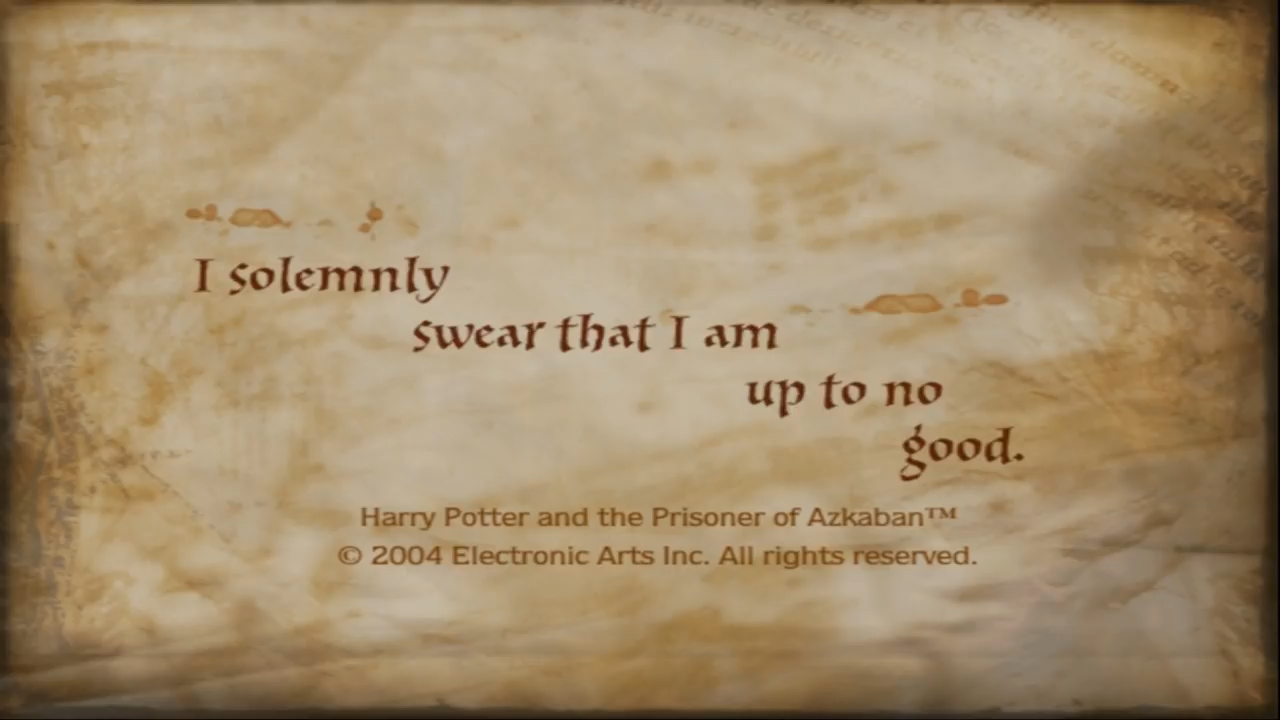 I solemnly
swear that I am
up to no
good.
Harry Potter and the Prisoner of Azkaban™
© 2004 Electronic Arts Inc. All rights reserved.